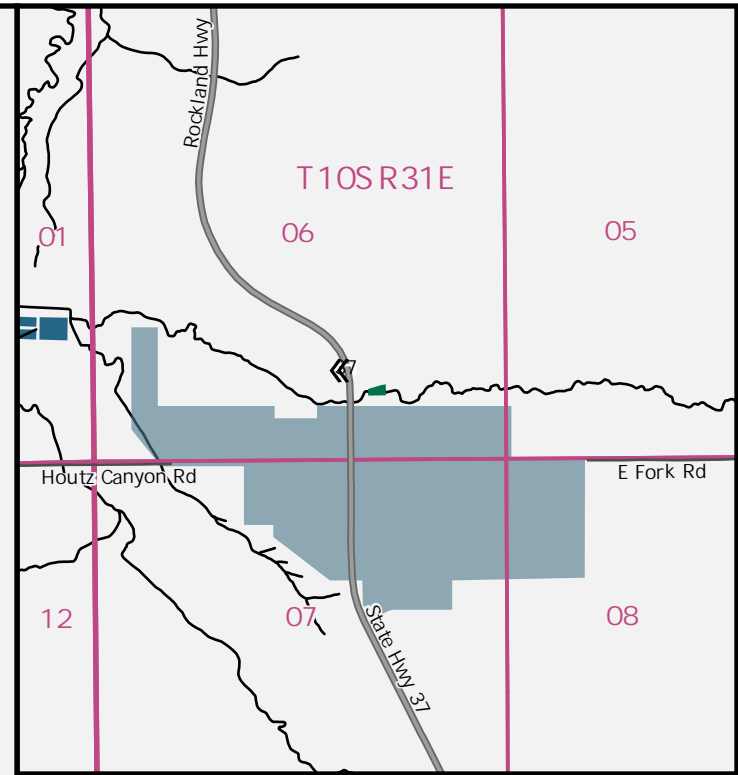 Rockland Hwy
T10S R31E
01
06
05
Houtz Canyon Rd
E Fork Rd
12
07
08
State Hwy 37